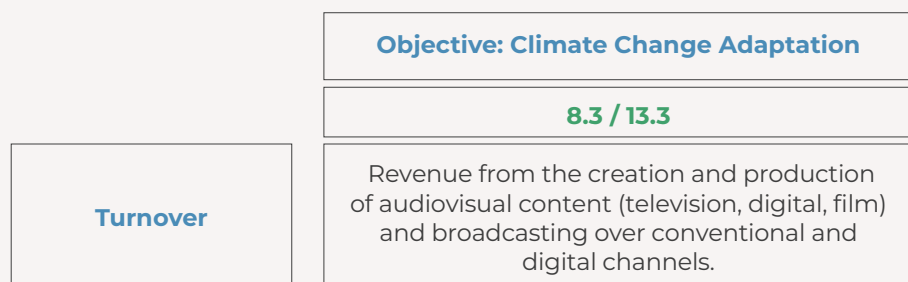 Objective: Climate Change Adaptation
8.3 / 13.3
Turnover
Revenue from the creation and production
of audiovisual content (television, digital, film)
and broadcasting over conventional and
digital channels.